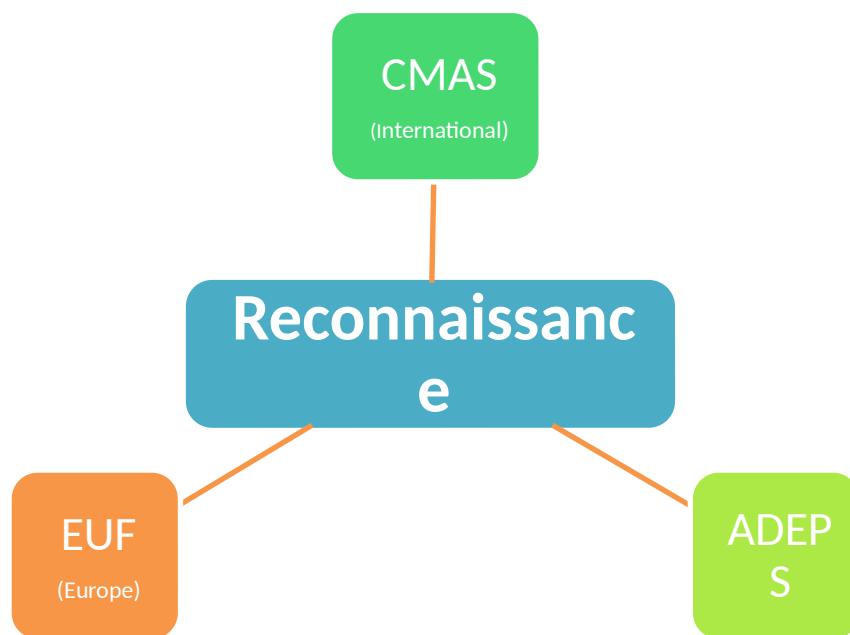 CMAS
(International)
Reconnaissanc
e
EUF
(Europe)
ADEP
S